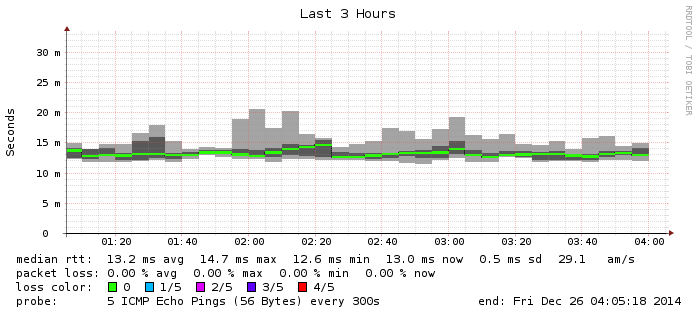 Last 3 Hours
RRDTOOL / TOBI OETIKER
Seconds
30 m
25 m
20 m
15 m
10 m
5 m
0
01:20 01:40 02:00 02:20 02:40 03:00 03:20 03:40 04:00
median rtt: 13.2 ms avg 14.7 ms max 12.6 ms min 13.0 ms now 0.5 ms sd 29.1 am/s
packet loss: 0.00 % avg 0.00 % max 0.00 % min 0.00 % now
loss color: 0 1/5 2/5 3/5 4/5
probe: 5 ICMP Echo Pings (56 Bytes) every 300s end: Fri Dec 26 04:05:18 2014